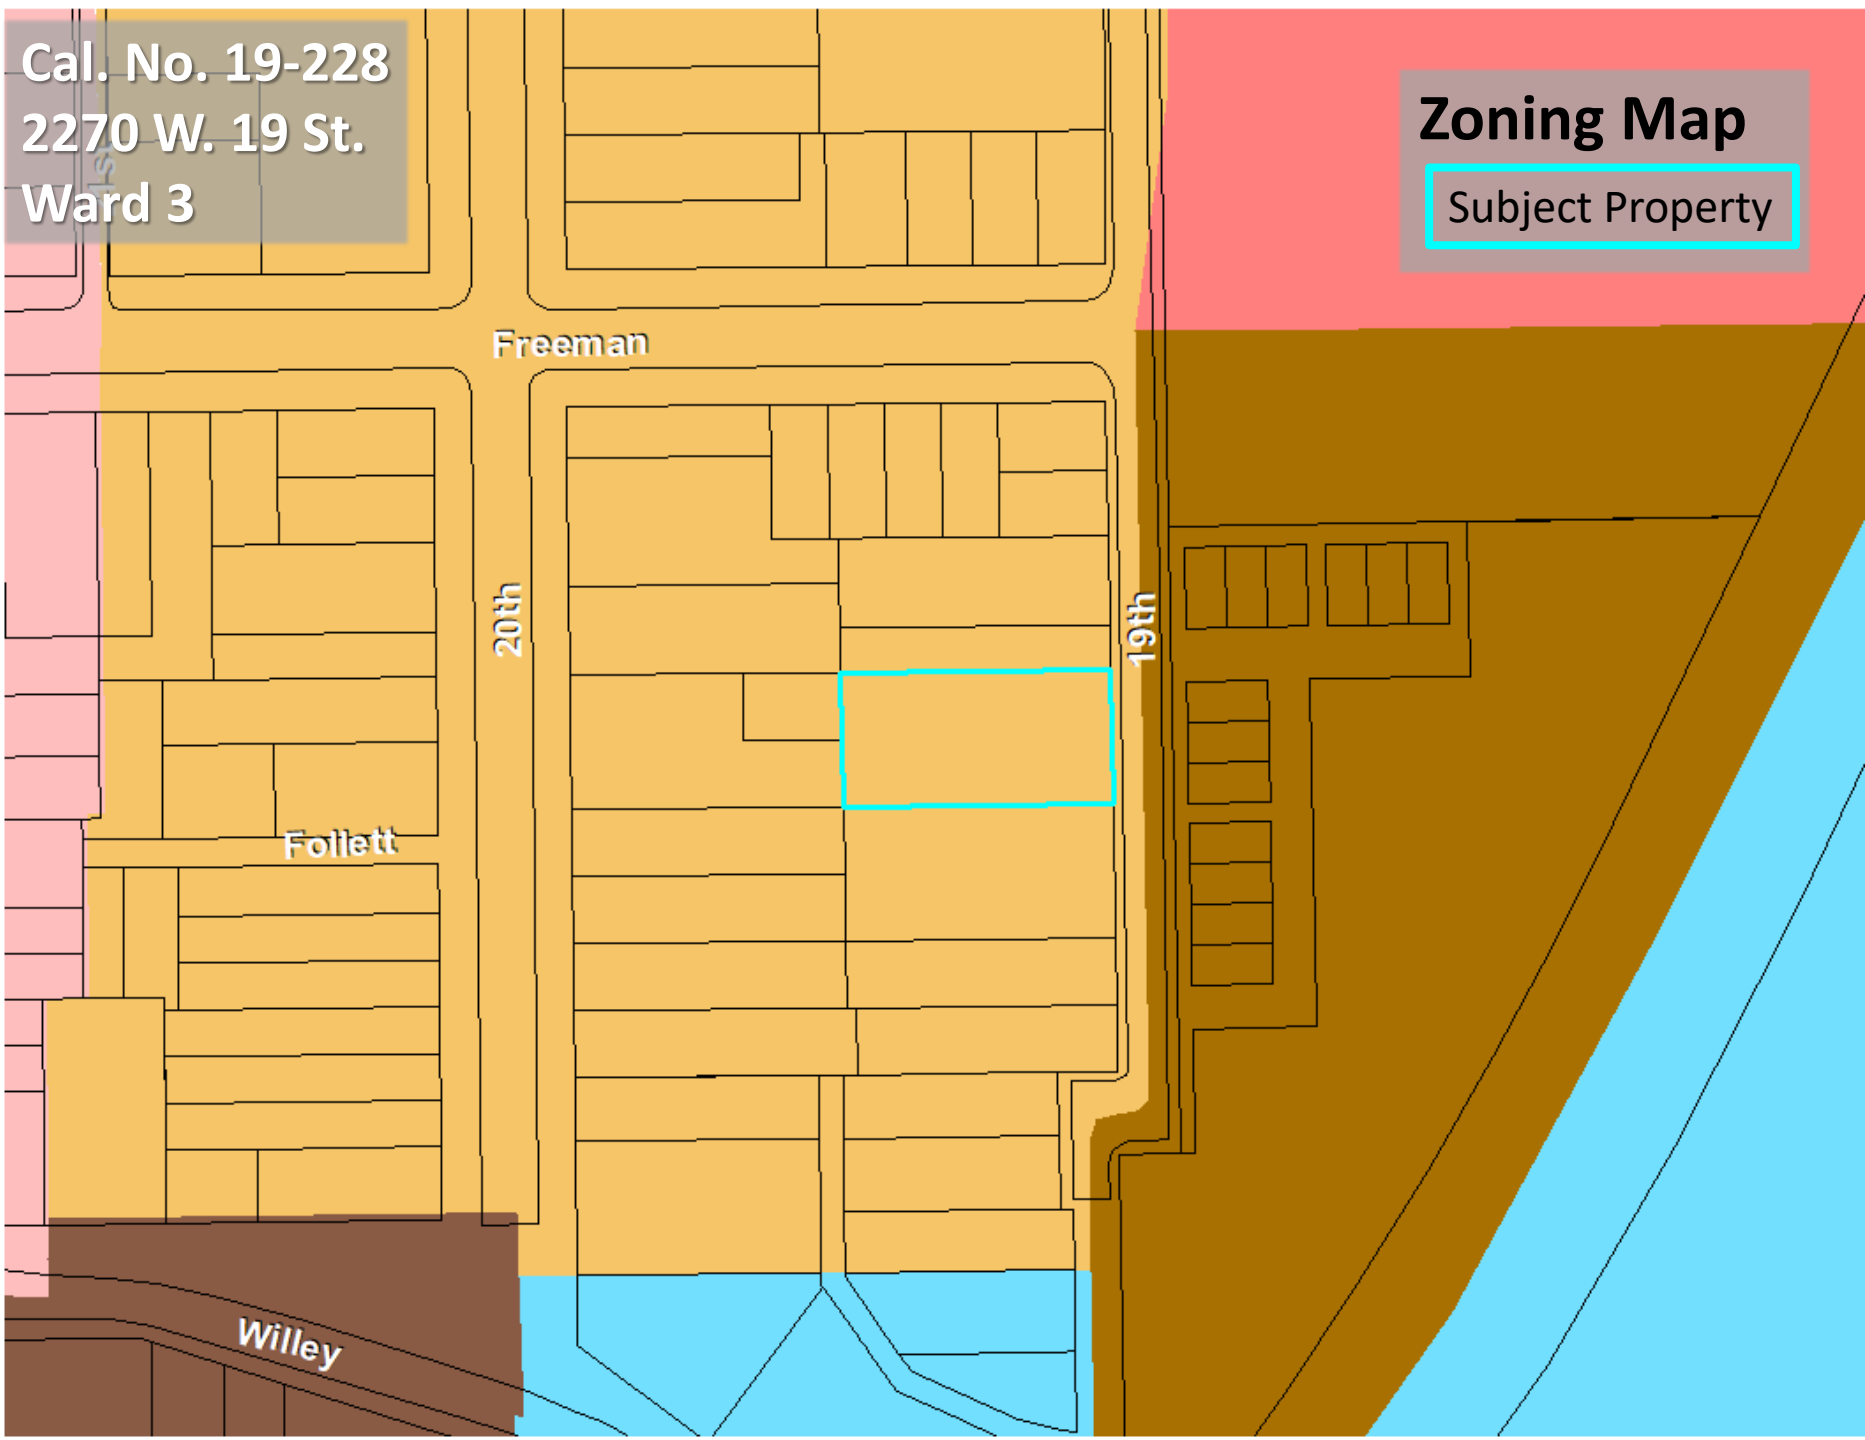 Cal. No. 19-228
2270 W. 19 St.
Ward 3
Zoning Map
Subject Property
Freeman
20th
19th
Follett
Willey